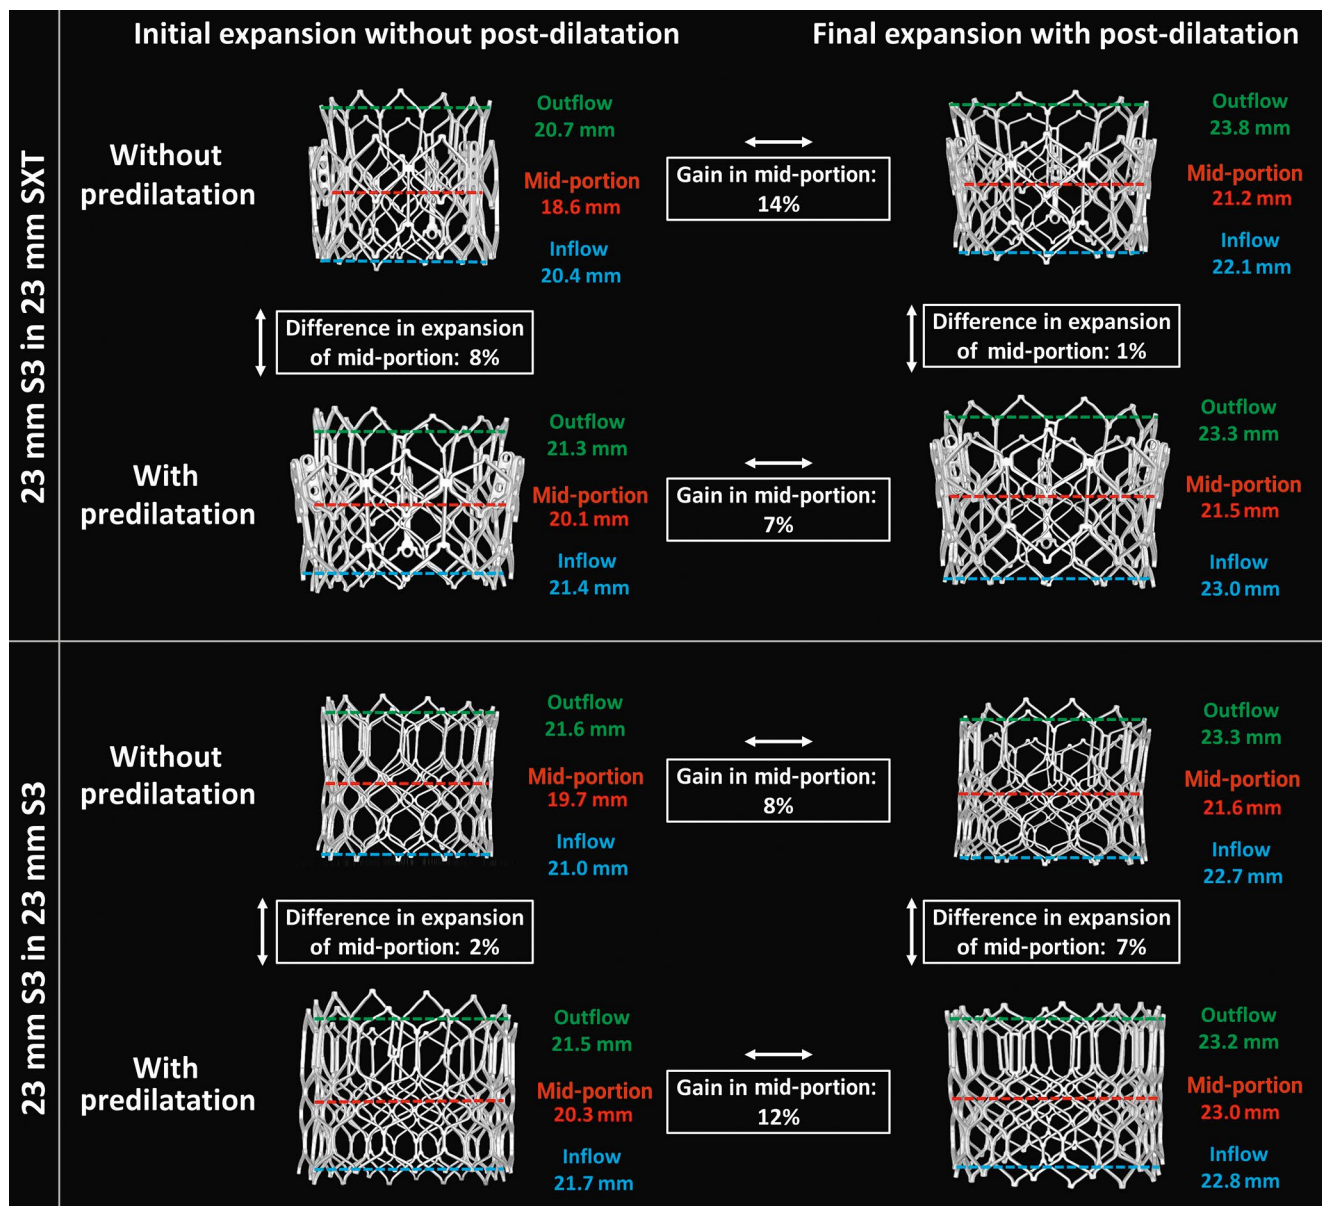 Initial expansion without post-dilatation
Final expansion with post-dilatation
23 mm S3 in 23 mm SXT
Without
predilatation
Outflow
20.7 mm
Mid-portion
18.6 mm
Inflow
20.4 mm
Gain in mid-portion:
14%
Outflow
23.8 mm
Mid-portion
21.2 mm
Inflow
22.1 mm
Difference in expansion
of mid-portion: 8%
Difference in expansion
of mid-portion: 1%
With
predilatation
Outflow
21.3 mm
Mid-portion
20.1 mm
Inflow
21.4 mm
Gain in mid-portion:
7%
Outflow
23.3 mm
Mid-portion
21.5 mm
Inflow
23.0 mm
23 mm S3 in 23 mm S3
Without
predilatation
Outflow
21.6 mm
Mid-portion
19.7 mm
Inflow
21.0 mm
Gain in mid-portion:
8%
Outflow
23.3 mm
Mid-portion
21.6 mm
Inflow
22.7 mm
Difference in expansion
of mid-portion: 2%
Difference in expansion
of mid-portion: 7%
With
predilatation
Outflow
21.5 mm
Mid-portion
20.3 mm
Inflow
21.7 mm
Gain in mid-portion:
12%
Outflow
23.2 mm
Mid-portion
23.0 mm
Inflow
22.8 mm